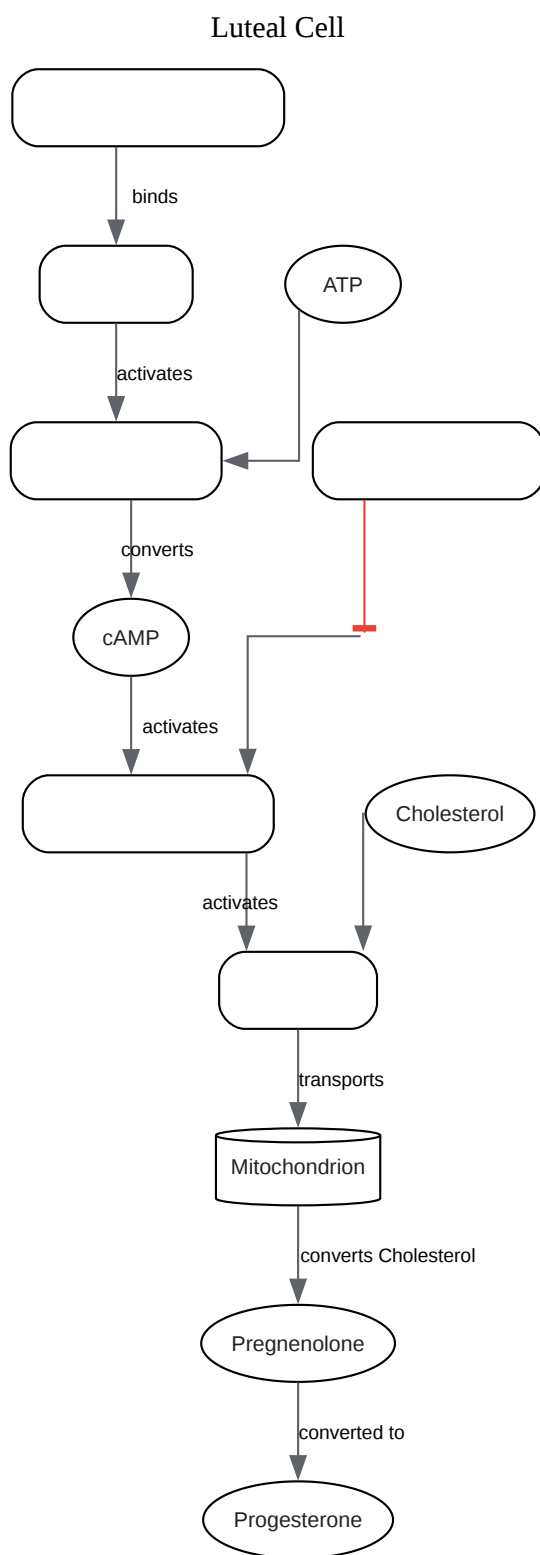 Luteal Cell
binds
ATP
activates
converts
cAMP
activates
Cholesterol
activates
transports
Mitochondrion
converts Cholesterol
Pregnenolone
converted to
Progesterone